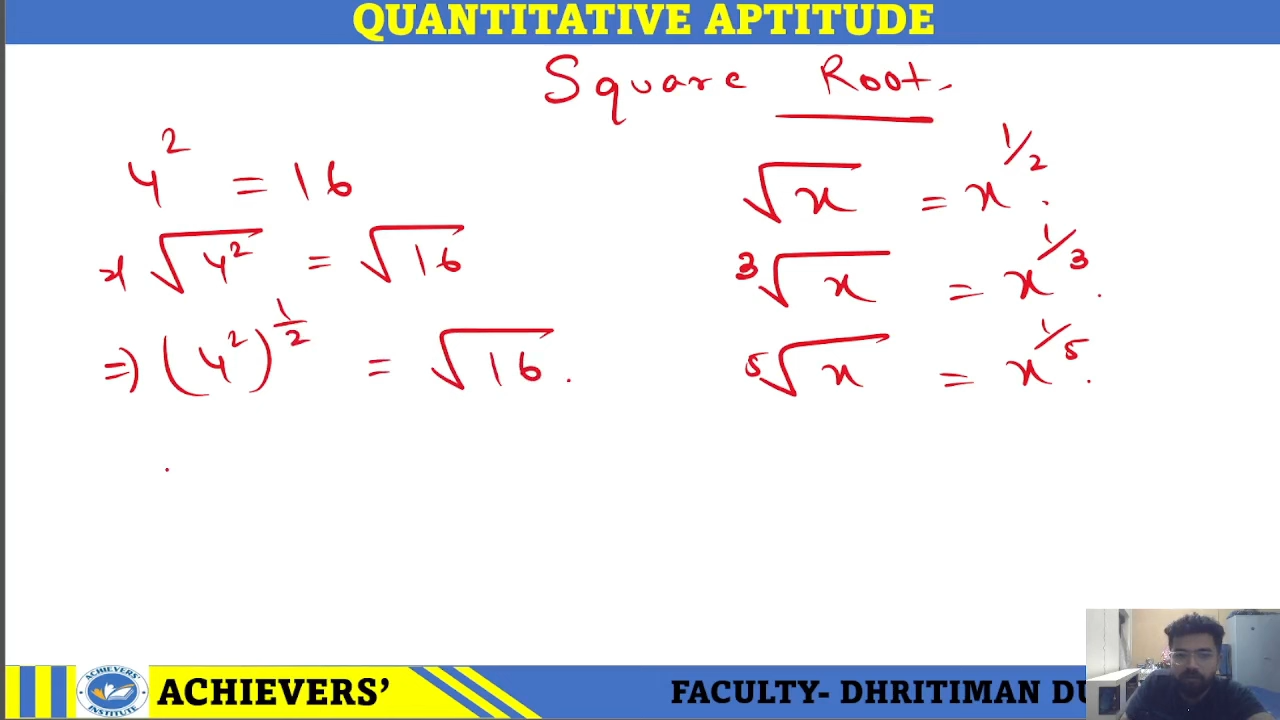 QUANTITATIVE APTITUDE
Square Root.
4² = 16
√4² = √16
=> (4²)^1/2 = √16.
√x = x^1/2.
³√x = x^1/3.
⁵√x = x^1/5.
ACHIEVERS' INSTITUTE
ACHIEVERS’
FACULTY- DHRITIMAN DU